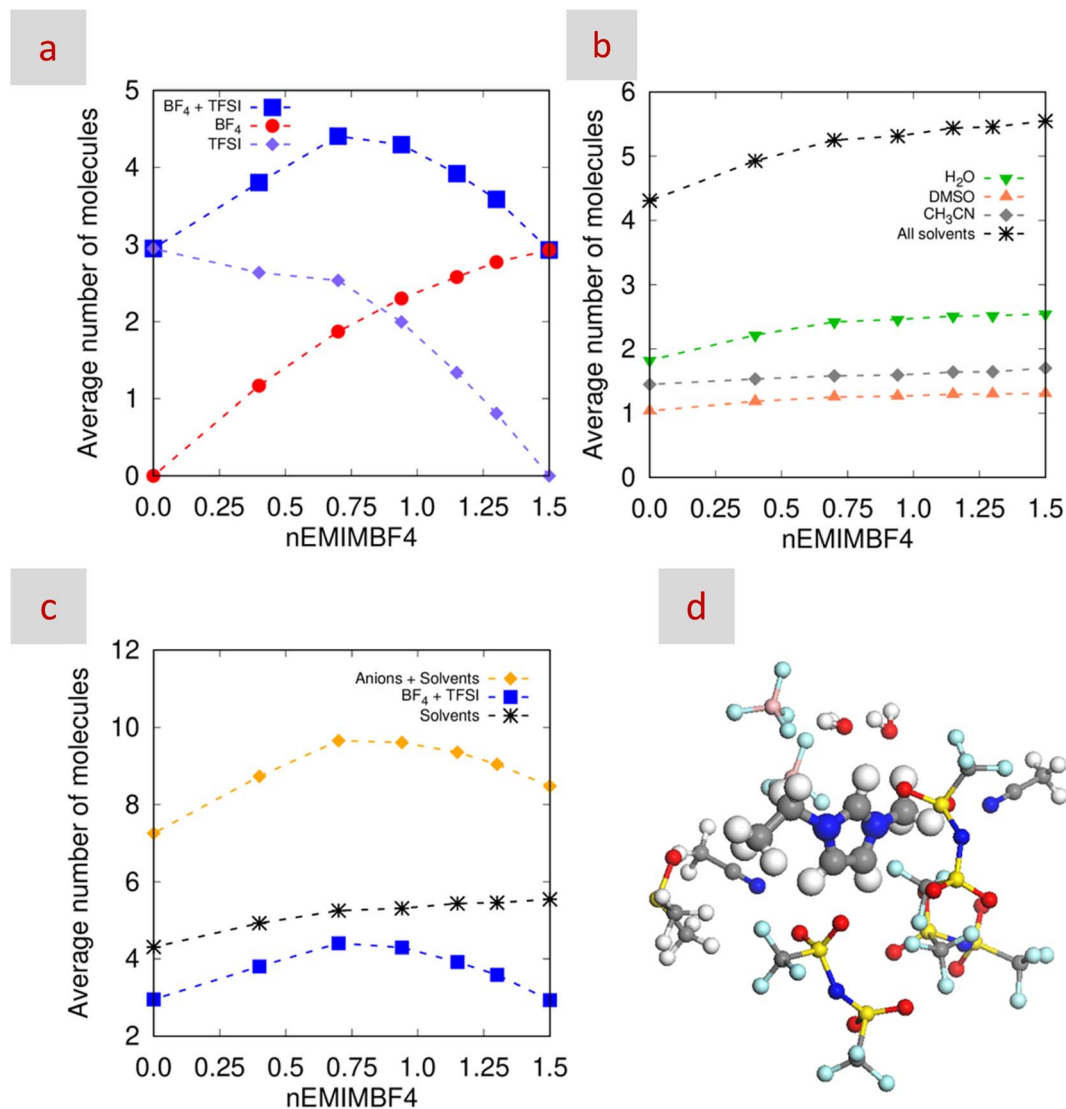 a
5
4
3
2
1
0
Average number of molecules
BF4 + TFSI
BF4
TFSI
0.0 0.25 0.5 0.75 1.0 1.25 1.5
nEMIMBF4
b
6
5
4
3
2
1
0
Average number of molecules
H2O
DMSO
CH3CN
All solvents
0.0 0.25 0.5 0.75 1.0 1.25 1.5
nEMIMBF4
c
12
10
8
6
4
2
Average number of molecules
Anions + Solvents
BF4 + TFSI
Solvents
0.0 0.25 0.5 0.75 1.0 1.25 1.5
nEMIMBF4
d